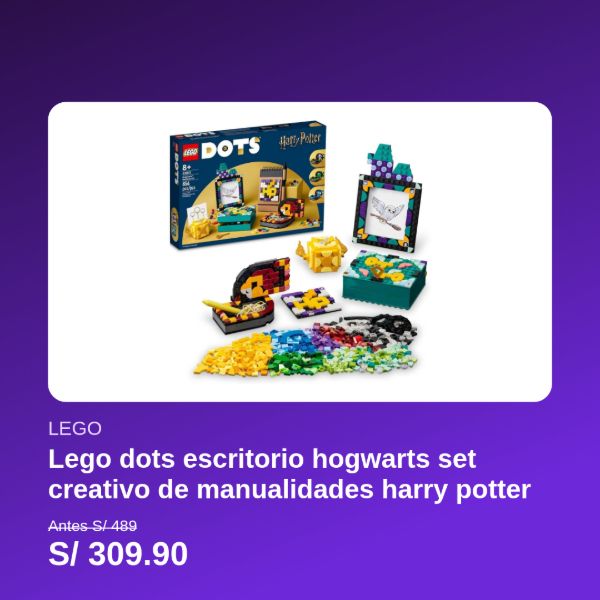 LEGO
DOTS
Harry Potter
8+
DOTS
LEGO
Lego dots escritorio hogwarts set
creativo de manualidades harry potter
Antes S/ 489
S/ 309.90